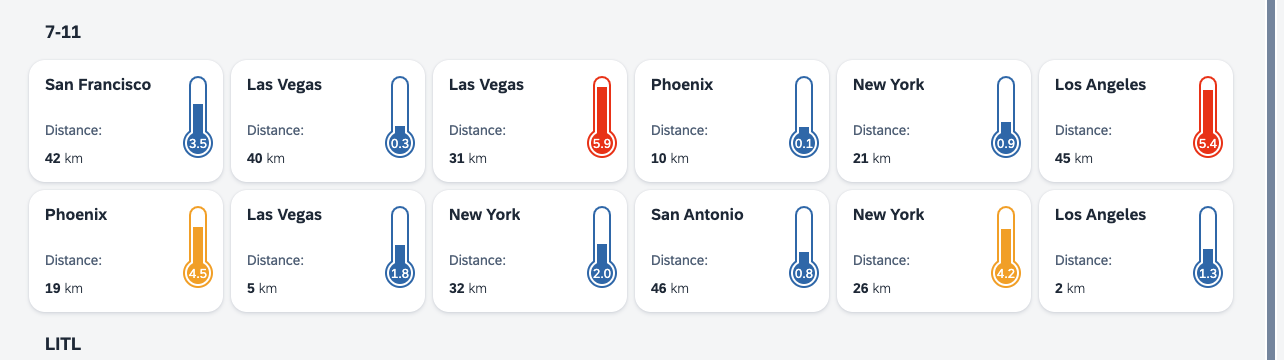 7-11
San Francisco
Distance:
42 km
3.5
Las Vegas
Distance:
40 km
0.3
Las Vegas
Distance:
31 km
5.9
Phoenix
Distance:
10 km
0.1
New York
Distance:
21 km
0.9
Los Angeles
Distance:
45 km
5.4
Phoenix
Distance:
19 km
4.5
Las Vegas
Distance:
5 km
1.8
New York
Distance:
32 km
2.0
San Antonio
Distance:
46 km
0.8
New York
Distance:
26 km
4.2
Los Angeles
Distance:
2 km
1.3
LITL